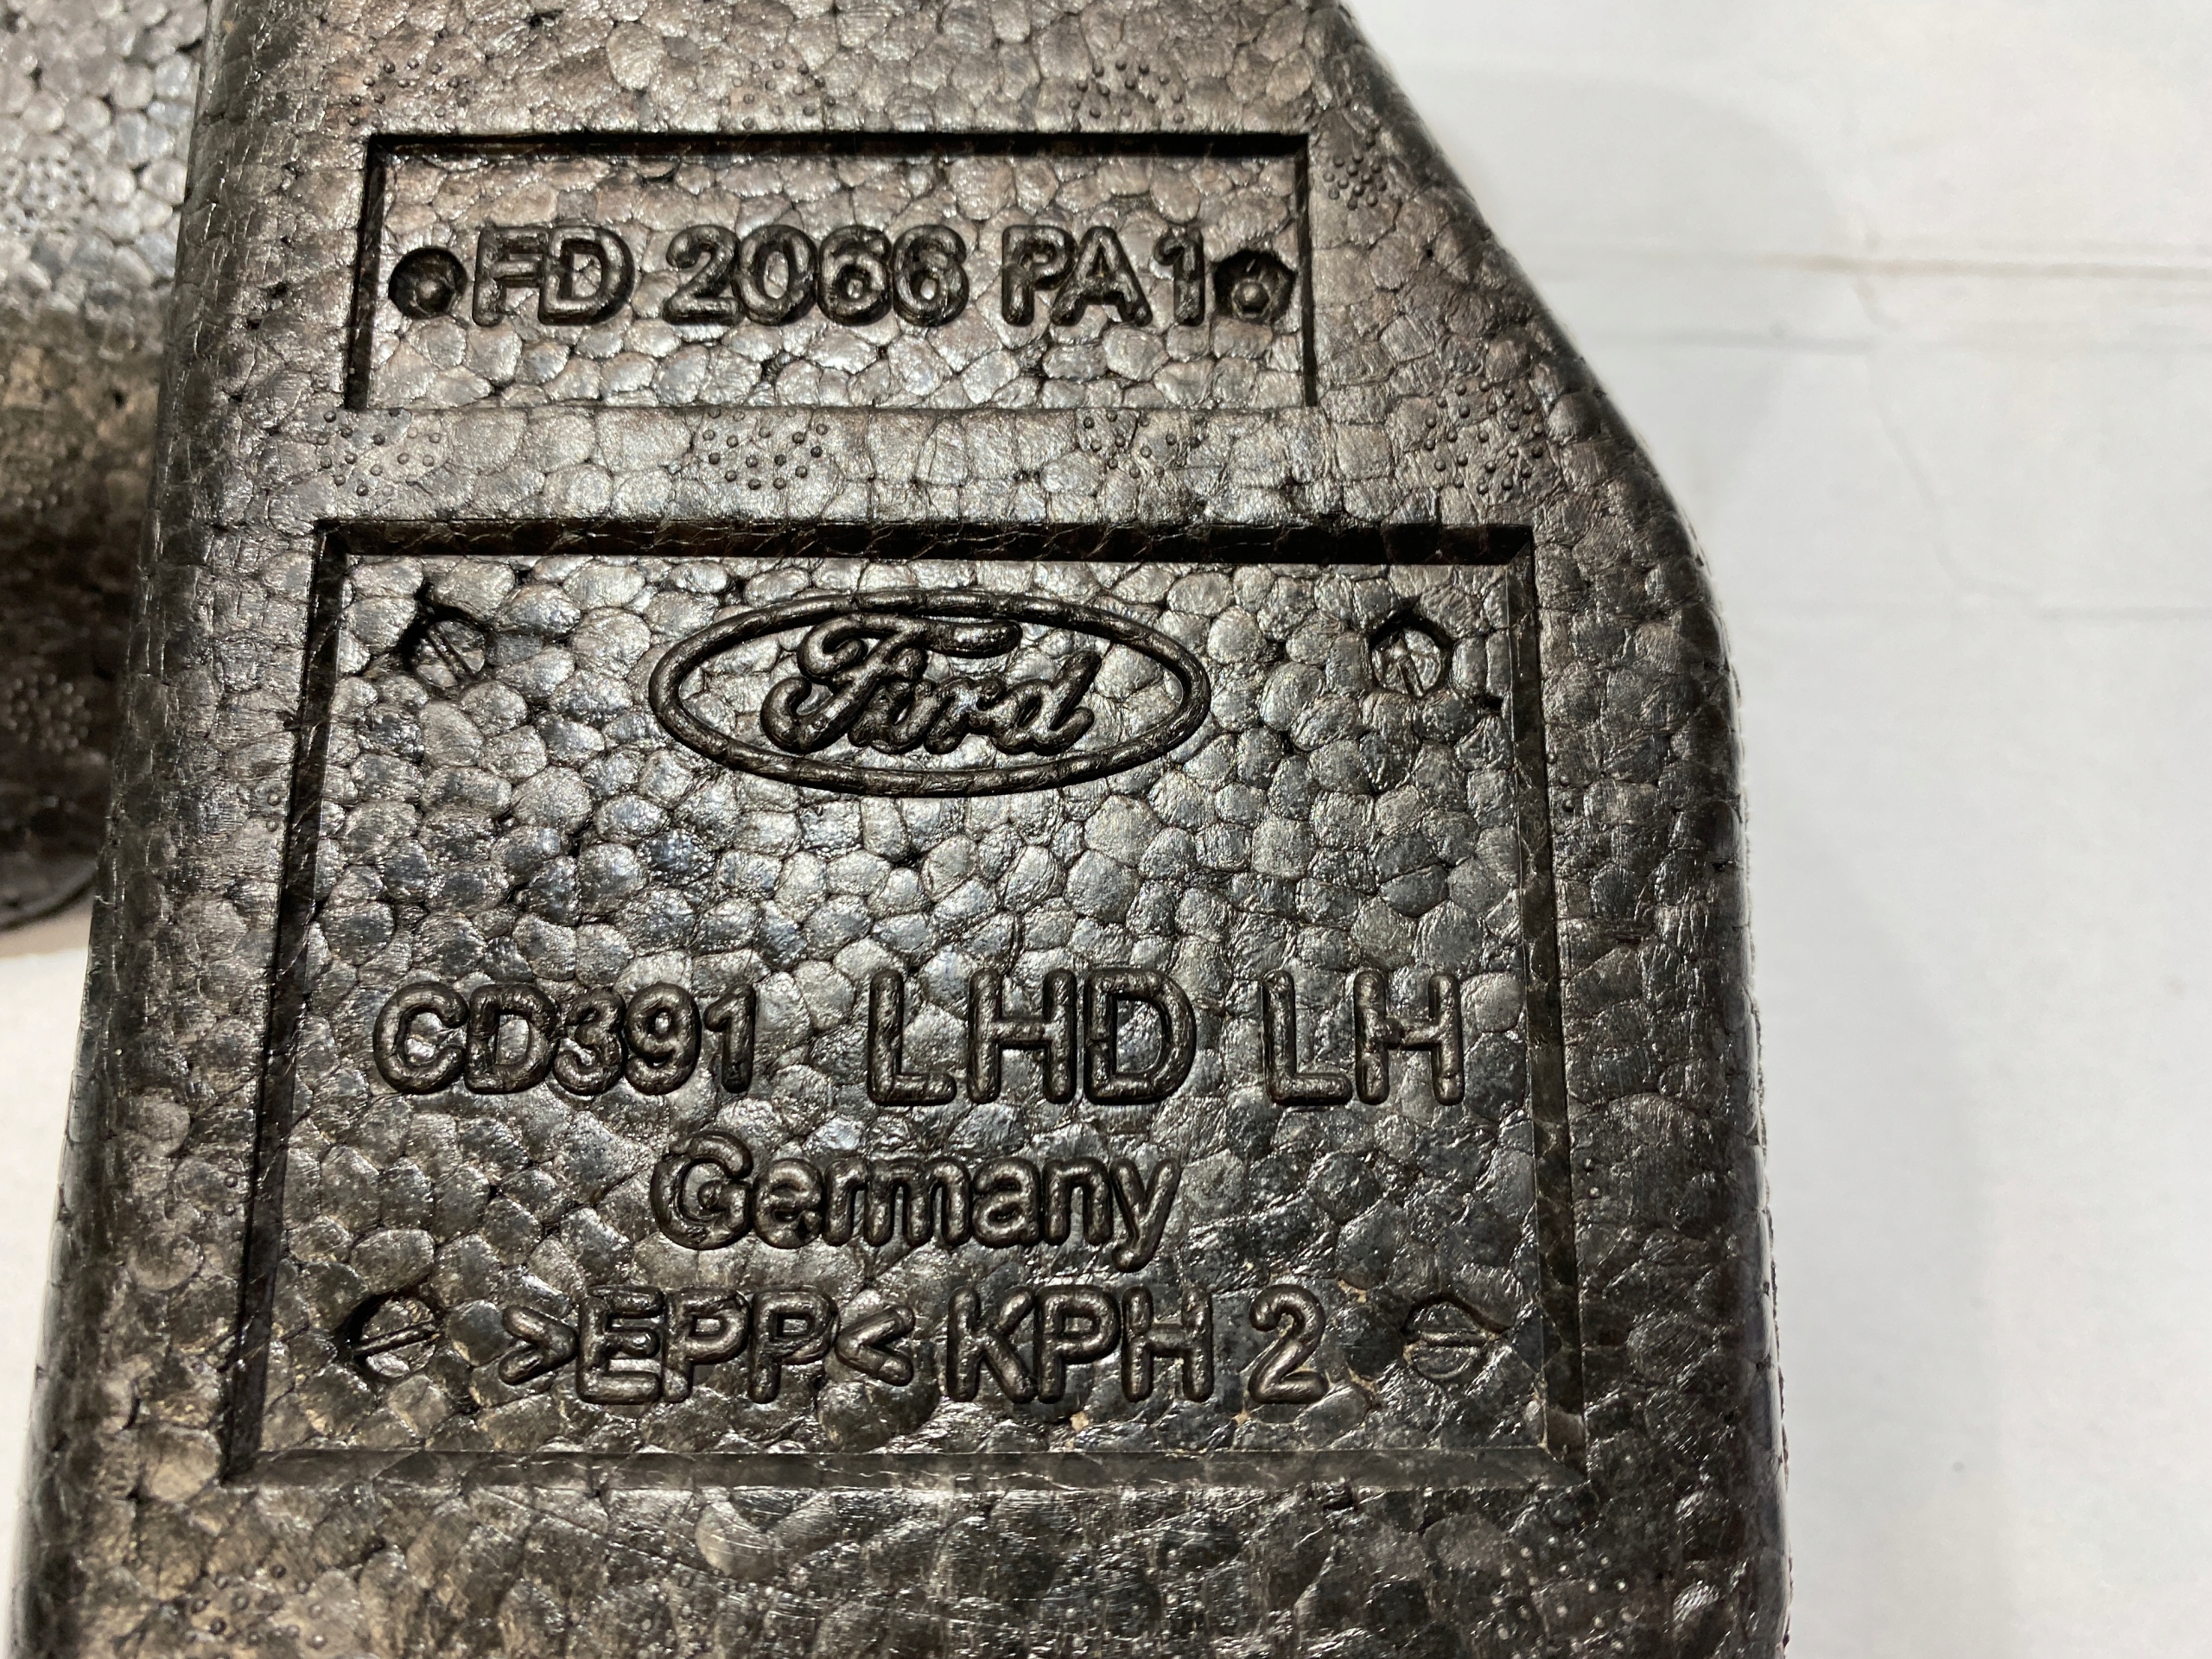 FD 2066 PA1
Ford
CD391 LHD LH
Germany
>EPP< KPH 2